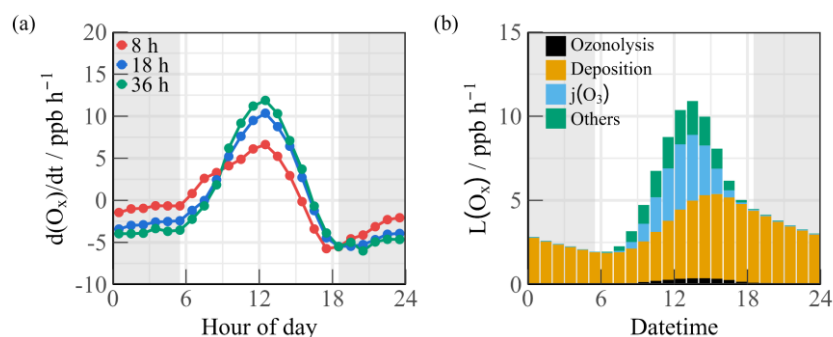 (a)
20
15
10
5
0
-5
-10
d(Oₓ)/dt / ppb h⁻¹
8 h
18 h
36 h
0 6 12 18 24
Hour of day
(b)
15
10
5
0
L(Oₓ) / ppb h⁻¹
Ozonolysis
Deposition
j(O₃)
Others
0 6 12 18 24
Datetime